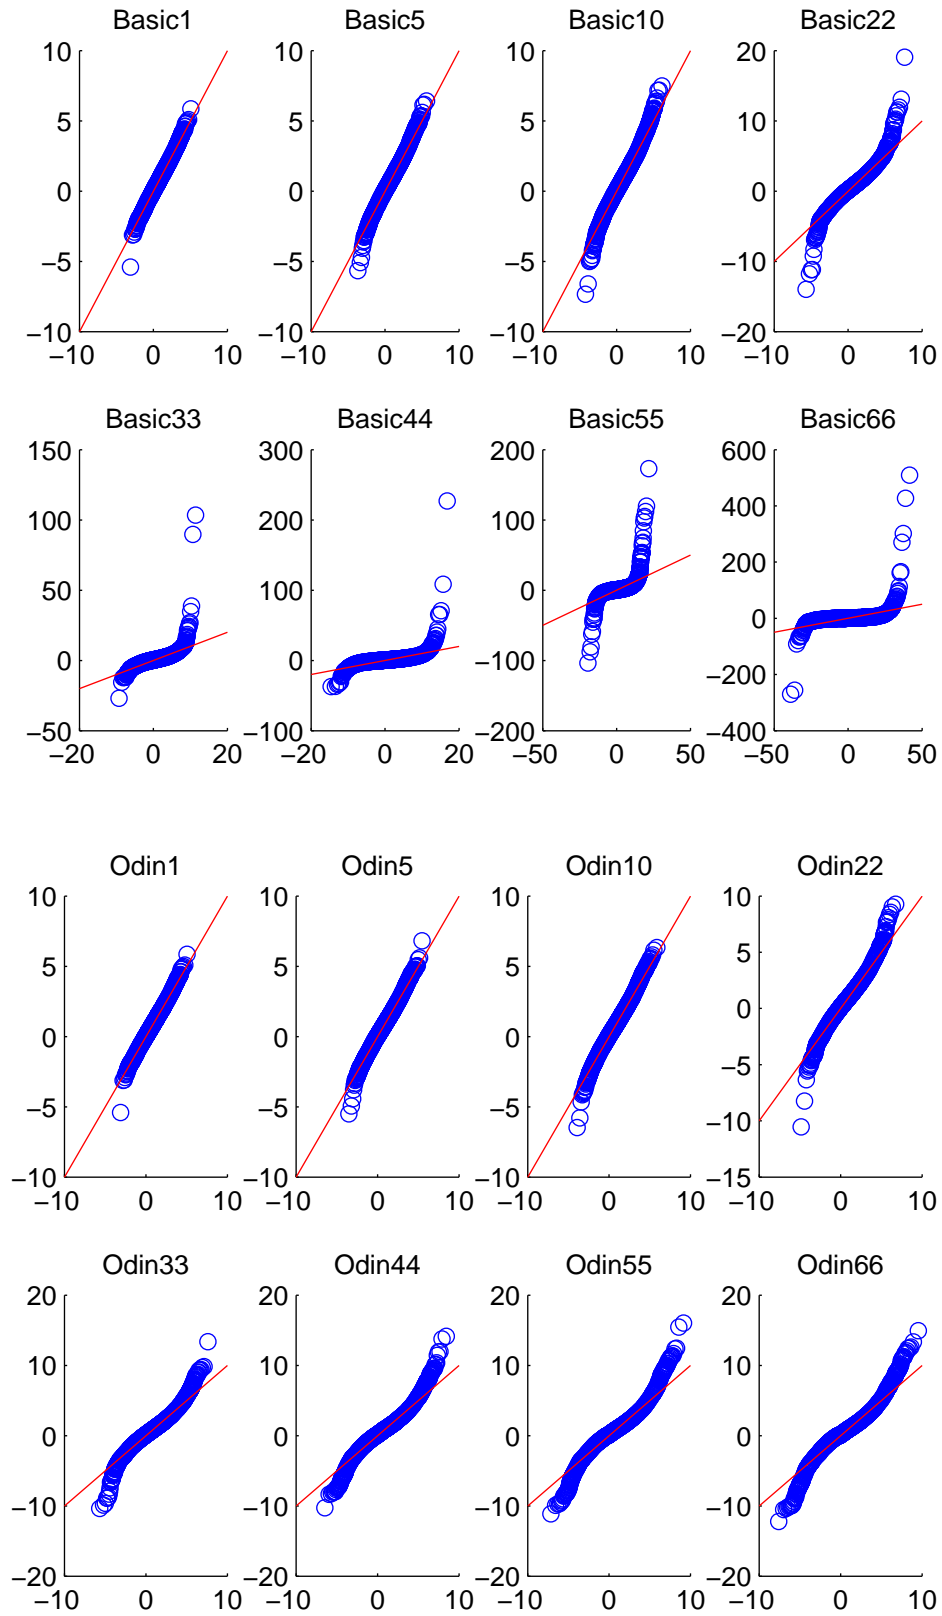 Basic1 Basic5 Basic10 Basic22
10 10 10 20
5 5 5 10
0 0 0 0
−5 −5 −5 −10
−10 −10 −10 −20
−10 0 10 −10 0 10 −10 0 10 −10 0 10
Basic33 Basic44 Basic55 Basic66
150 300 200 600
100 200 100 400
50 100 0 200
0 0 −100 0
−50 −100 −200 −200
−400
−20 0 20 −20 0 20 −50 0 50 −50 0 50
Odin1 Odin5 Odin10 Odin22
10 10 10 10
5 5 5 5
0 0 0 0
−5 −5 −5 −5
−10 −10 −10 −10
−15
−10 0 10 −10 0 10 −10 0 10 −10 0 10
Odin33 Odin44 Odin55 Odin66
20 20 20 20
10 10 10 10
0 0 0 0
−10 −10 −10 −10
−20 −20 −20 −20
−10 0 10 −10 0 10 −10 0 10 −10 0 10